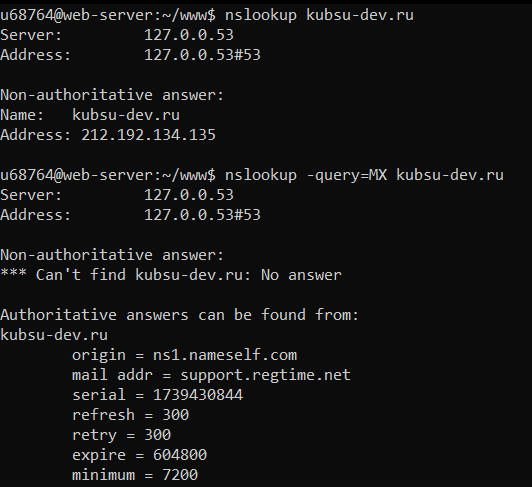 u68764@web-server:~/www$ nslookup kubsu-dev.ru
Server:         127.0.0.53
Address:        127.0.0.53#53

Non-authoritative answer:
Name:   kubsu-dev.ru
Address: 212.192.134.135

u68764@web-server:~/www$ nslookup -query=MX kubsu-dev.ru
Server:         127.0.0.53
Address:        127.0.0.53#53

Non-authoritative answer:
*** Can't find kubsu-dev.ru: No answer

Authoritative answers can be found from:
kubsu-dev.ru
        origin = ns1.nameself.com
        mail addr = support.regtime.net
        serial = 1739430844
        refresh = 300
        retry = 300
        expire = 604800
        minimum = 7200